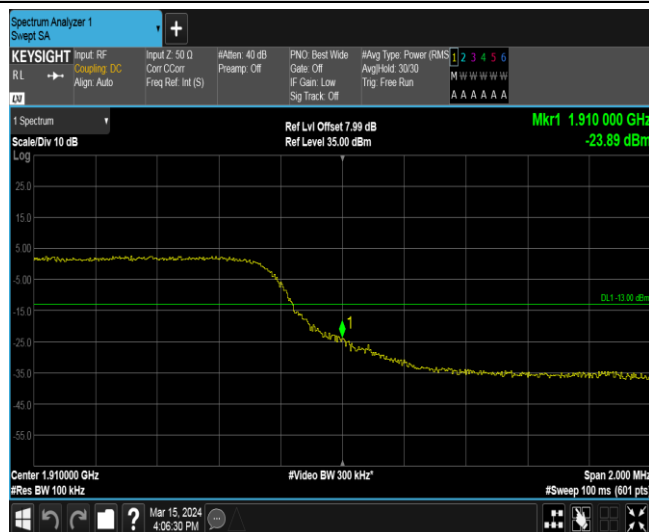 Spectrum Analyzer 1
Swept SA
+
KEYSIGHT
RL
LXI
Input: RF
Coupling: DC
Align: Auto
Input Z: 50 Ω
Corr CCorr
Freq Ref: Int (S)
#Atten: 40 dB
Preamp: Off
PNO: Best Wide
Gate: Off
IF Gain: Low
Sig Track: Off
#Avg Type: Power (RMS
Avg|Hold: 30/30
Trig: Free Run
1 2 3 4 5 6
M W W W W W
A A A A A A
1 Spectrum
Scale/Div 10 dB
Ref Lvl Offset 7.99 dB
Ref Level 35.00 dBm
Mkr1 1.910 000 GHz
-23.89 dBm
Log
25.0
15.0
5.00
-5.00
DL1 -13.00 dBm
-15.0
1
-25.0
-35.0
-45.0
-55.0
Center 1.910000 GHz
#Res BW 100 kHz
#Video BW 300 kHz*
Span 2.000 MHz
#Sweep 100 ms (601 pts)
?
Mar 15, 2024
4:06:30 PM